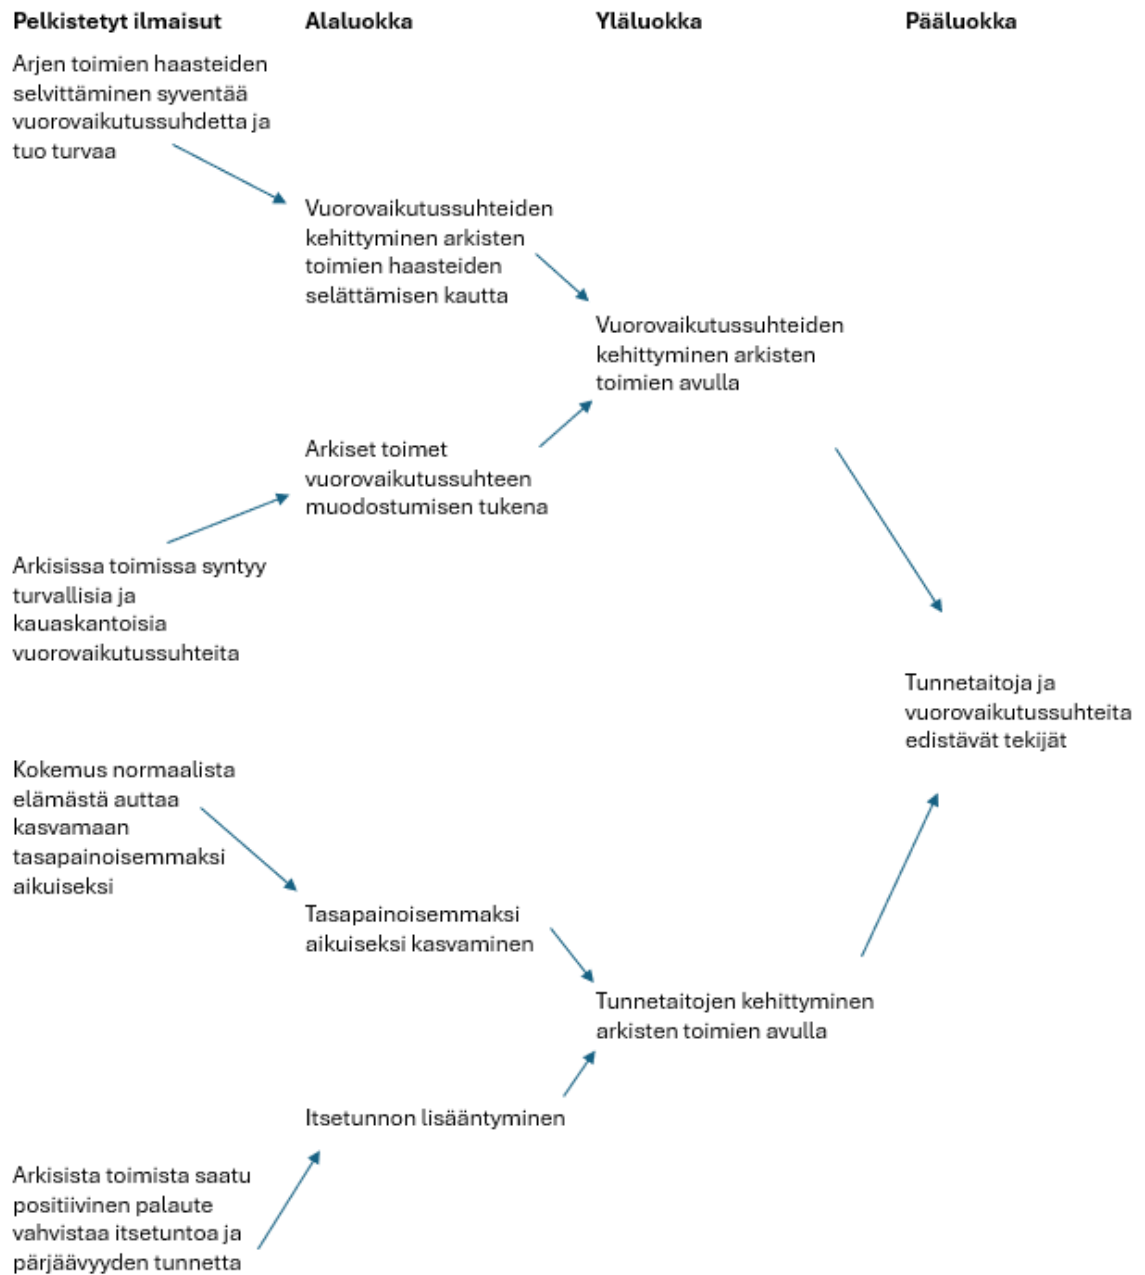 Pelkistetyt ilmaisut
Alaluokka
Yläluokka
Pääluokka
Arjen toimien haasteiden
selvittäminen syventää
vuorovaikutussuhdetta ja
tuo turvaa
Vuorovaikutussuhteiden
kehittyminen arkisten
toimien haasteiden
selättämisen kautta
Vuorovaikutussuhteiden
kehittyminen arkisten
toimien avulla
Arkiset toimet
vuorovaikutussuhteen
muodostumisen tukena
Arkisissa toimissa syntyy
turvallisia ja
kauaskantoisia
vuorovaikutussuhteita
Tunnetaitoja ja
vuorovaikutussuhteita
edistävät tekijät
Kokemus normaalista
elämästä auttaa
kasvamaan
tasapainoisemmaksi
aikuiseksi
Tasapainoisemmaksi
aikuiseksi kasvaminen
Tunnetaitojen kehittyminen
arkisten toimien avulla
Itsetunnon lisääntyminen
Arkisista toimista saatu
positiivinen palaute
vahvistaa itsetuntoa ja
pärjäävyyden tunnetta